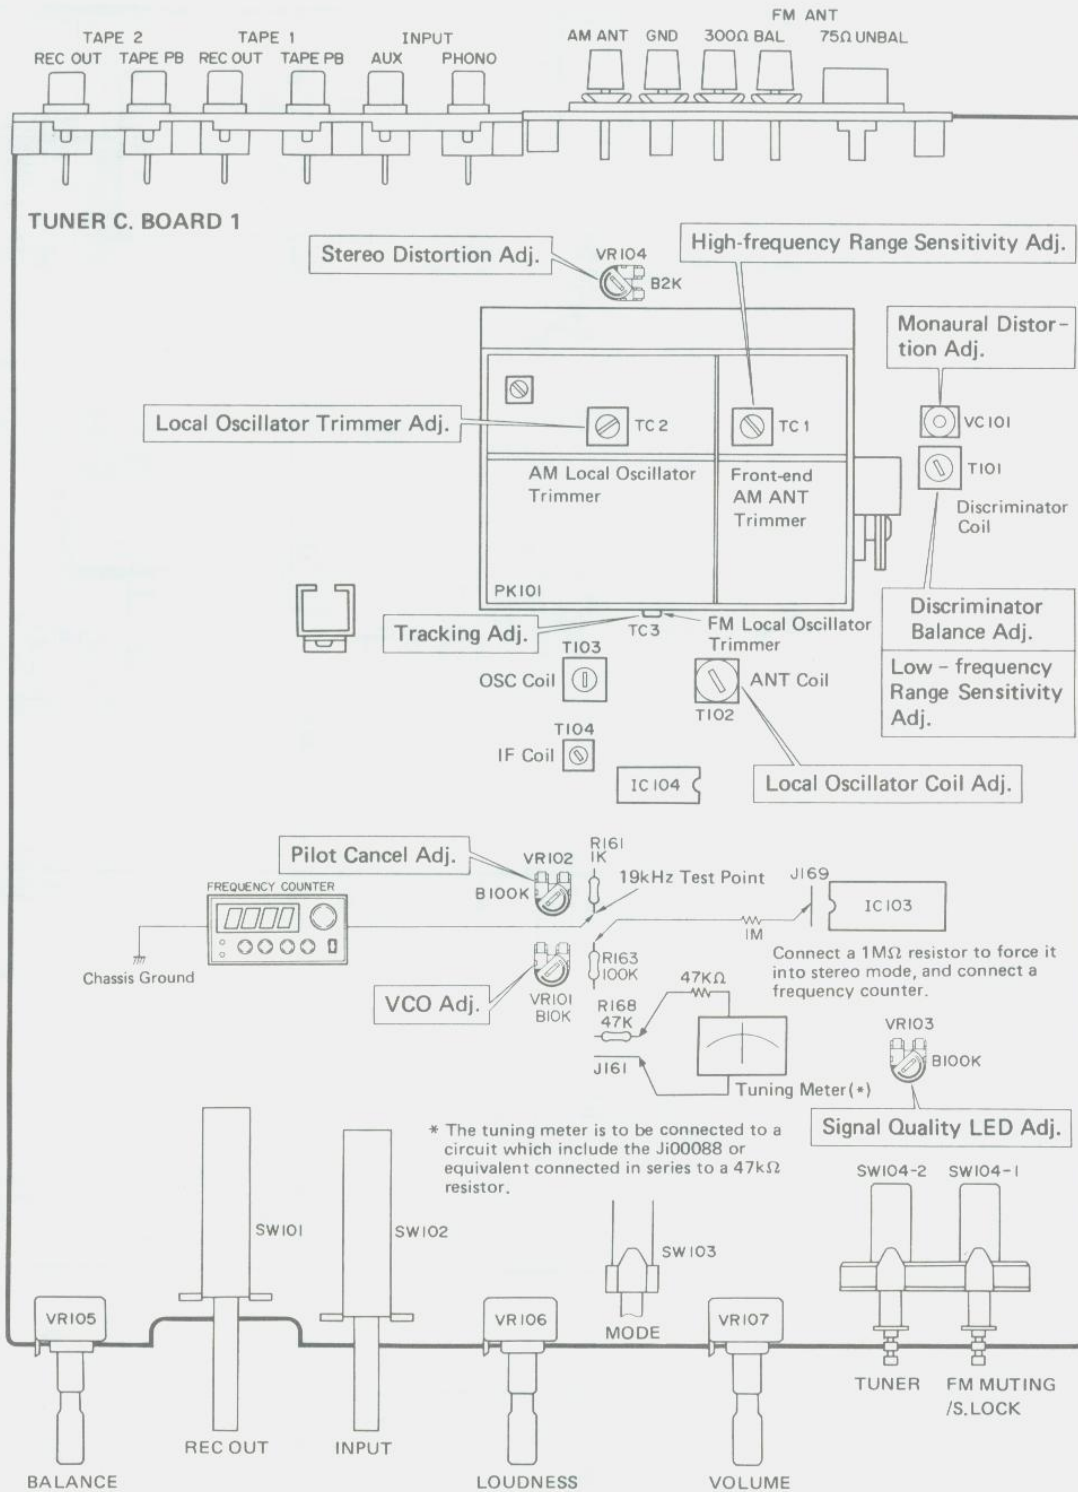 FM ANT
TAPE 2 TAPE 1 INPUT
AM ANT GND 300Ω BAL 75Ω UNBAL
REC OUT TAPE PB REC OUT TAPE PB AUX PHONO
TUNER C. BOARD 1
Stereo Distortion Adj.
VR104
B2K
High-frequency Range Sensitivity Adj.
Monaural Distor-
tion Adj.
Local Oscillator Trimmer Adj.
TC2
TC1
VC101
AM Local Oscillator
Trimmer
Front-end
AM ANT
Trimmer
T101
Discriminator
Coil
PK101
Discriminator
Balance Adj.
Low-frequency
Range Sensitivity
Adj.
Tracking Adj.
TC3
FM Local Oscillator
Trimmer
T103
OSC Coil
ANT Coil
T102
T104
IF Coil
IC104
Local Oscillator Coil Adj.
Pilot Cancel Adj.
VR102
B100K
R161
1K
19kHz Test Point
J169
IC103
FREQUENCY COUNTER
1M
Chassis Ground
Connect a 1MΩ resistor to force it
into stereo mode, and connect a
frequency counter.
VCO Adj.
VR101
B10K
R163
100K
47KΩ
R168
47K
J161
Tuning Meter(*)
VR103
B100K
Signal Quality LED Adj.
* The tuning meter is to be connected to a
circuit which include the Ji00088 or
equivalent connected in series to a 47kΩ
resistor.
SW104-2 SW104-1
SW101
SW102
SW103
VR105
VR106
MODE
VR107
TUNER
FM MUTING
/S.LOCK
REC OUT
INPUT
BALANCE
LOUDNESS
VOLUME